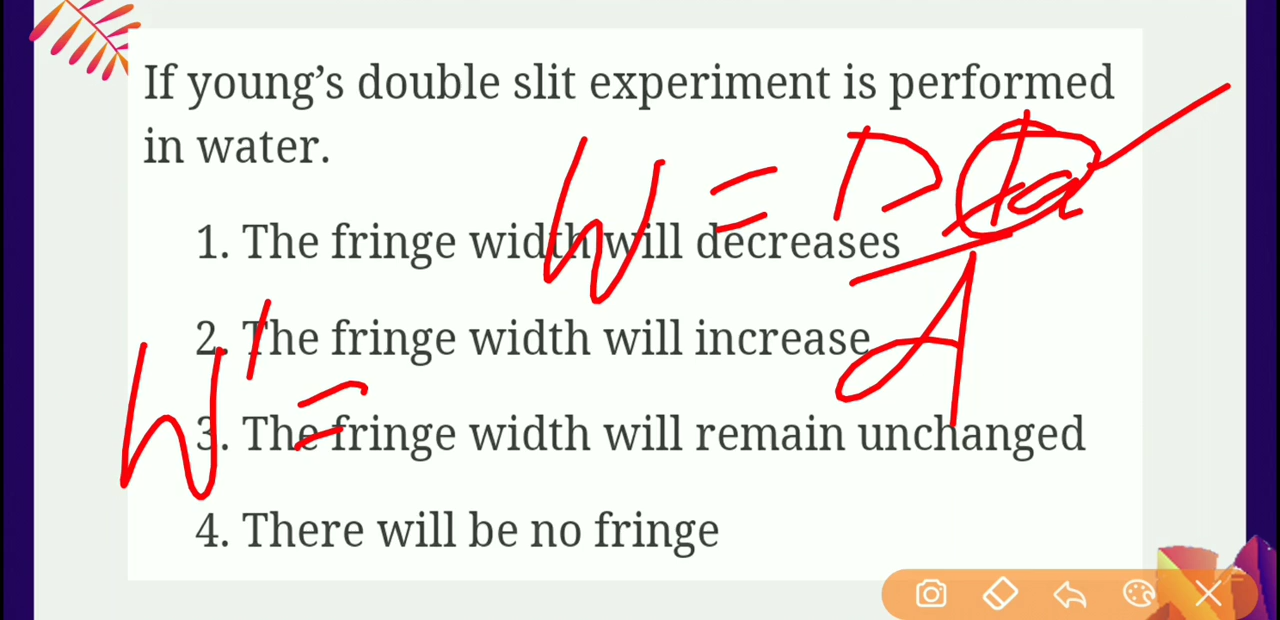 If young’s double slit experiment is performed
in water.
W = D
d
1. The fringe width will decreases
2. The fringe width will increase
W' =
3. The fringe width will remain unchanged
4. There will be no fringe